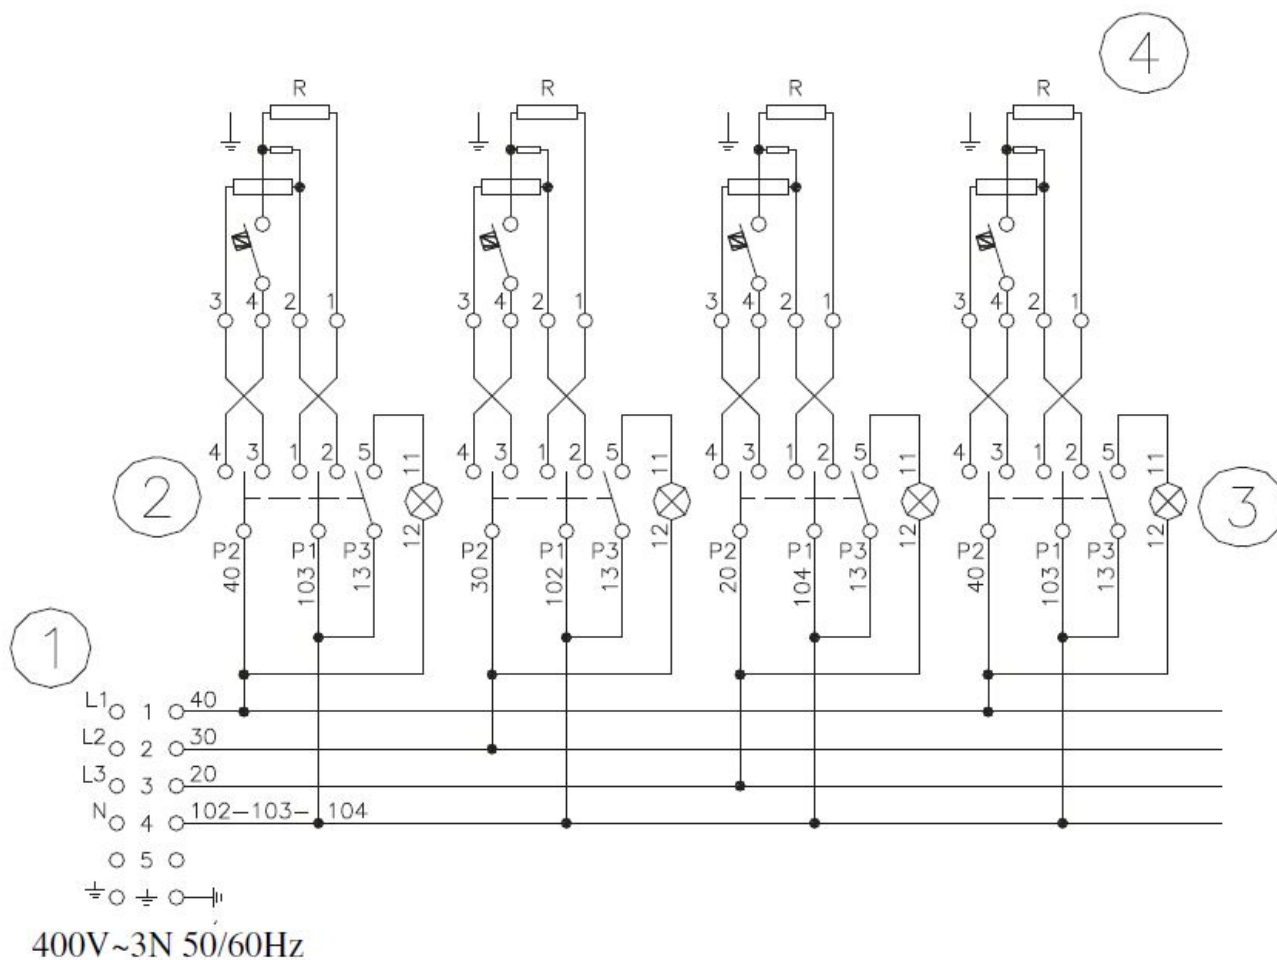 4
R R R R
3 4 2 1 3 4 2 1 3 4 2 1 3 4 2 1
4 3 1 2 5 11 4 3 1 2 5 11 4 3 1 2 5 11 4 3 1 2 5 11
2 3
P2 P1 P3 12 P2 P1 P3 12 P2 P1 P3 12 P2 P1 P3 12
40 103 13 30 102 13 20 104 13 40 103 13
1
L1 1 40
L2 2 30
L3 3 20
N 4 102-103- 104
5
400V~3N 50/60Hz